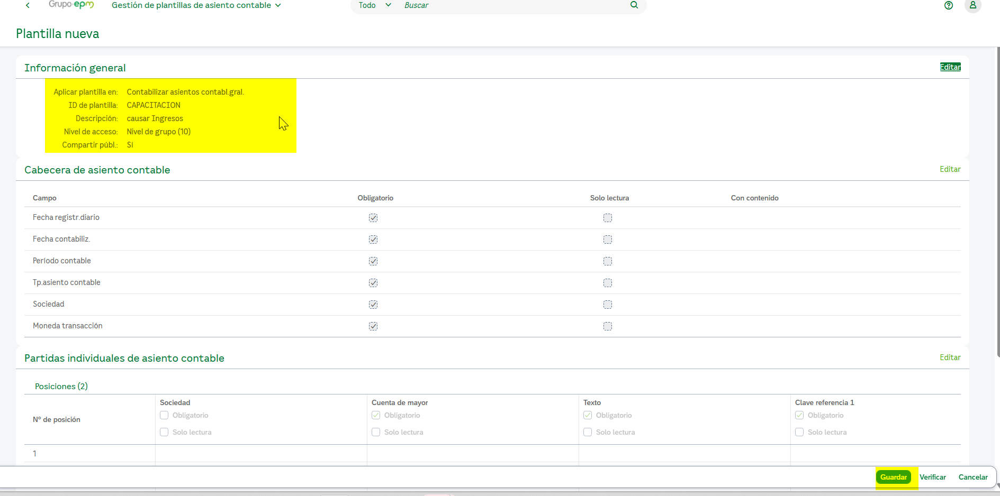 Grupo·epm Gestión de plantillas de asiento contable Todo Buscar
Plantilla nueva
Información general Editar
Aplicar plantilla en: Contabilizar asientos contabl.gral.
ID de plantilla: CAPACITACION
Descripción: causar Ingresos
Nivel de acceso: Nivel de grupo (10)
Compartir públ.: Sí
Cabecera de asiento contable Editar
Campo Obligatorio Solo lectura Con contenido
Fecha registr.diario
Fecha contabiliz.
Período contable
Tp.asiento contable
Sociedad
Moneda transacción
Partidas individuales de asiento contable Editar
Posiciones (2)
Nº de posición Sociedad Cuenta de mayor Texto Clave referencia 1
Obligatorio Obligatorio Obligatorio Obligatorio
Solo lectura Solo lectura Solo lectura Solo lectura
1
Guardar Verificar Cancelar